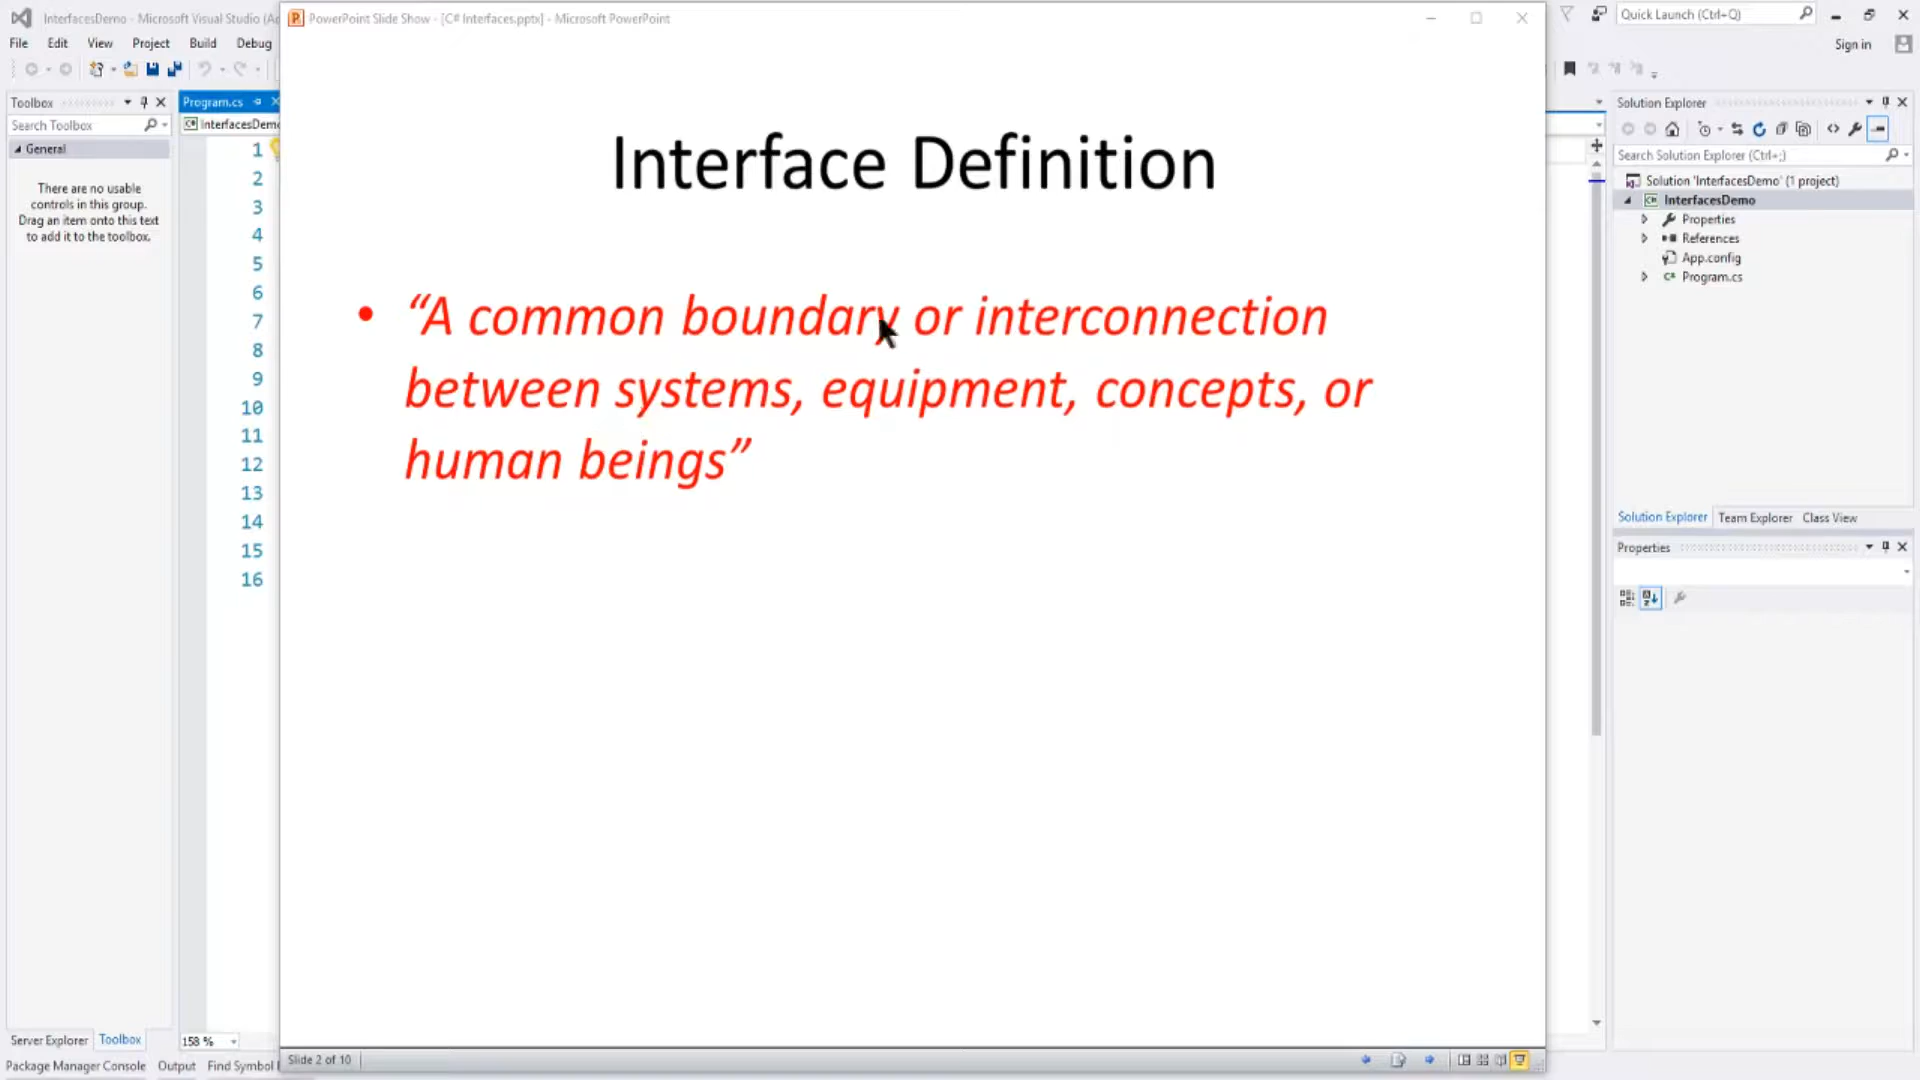 InterfacesDemo - Microsoft Visual Studio (Ad
PowerPoint Slide Show - [C# Interfaces.pptx] - Microsoft PowerPoint
Quick Launch (Ctrl+Q)
File Edit View Project Build Debug
Sign in
Toolbox
Search Toolbox
General
There are no usable
controls in this group.
Drag an item onto this text
to add it to the toolbox.
Program.cs
InterfacesDemo
1
2
3
4
5
6
7
8
9
10
11
12
13
14
15
16
Interface Definition
• “A common boundary or interconnection
between systems, equipment, concepts, or
human beings”
Solution Explorer
Search Solution Explorer (Ctrl+;)
Solution 'InterfacesDemo' (1 project)
InterfacesDemo
Properties
References
App.config
Program.cs
Solution Explorer Team Explorer Class View
Properties
Server Explorer Toolbox
158 %
Slide 2 of 10
Package Manager Console Output Find Symbol